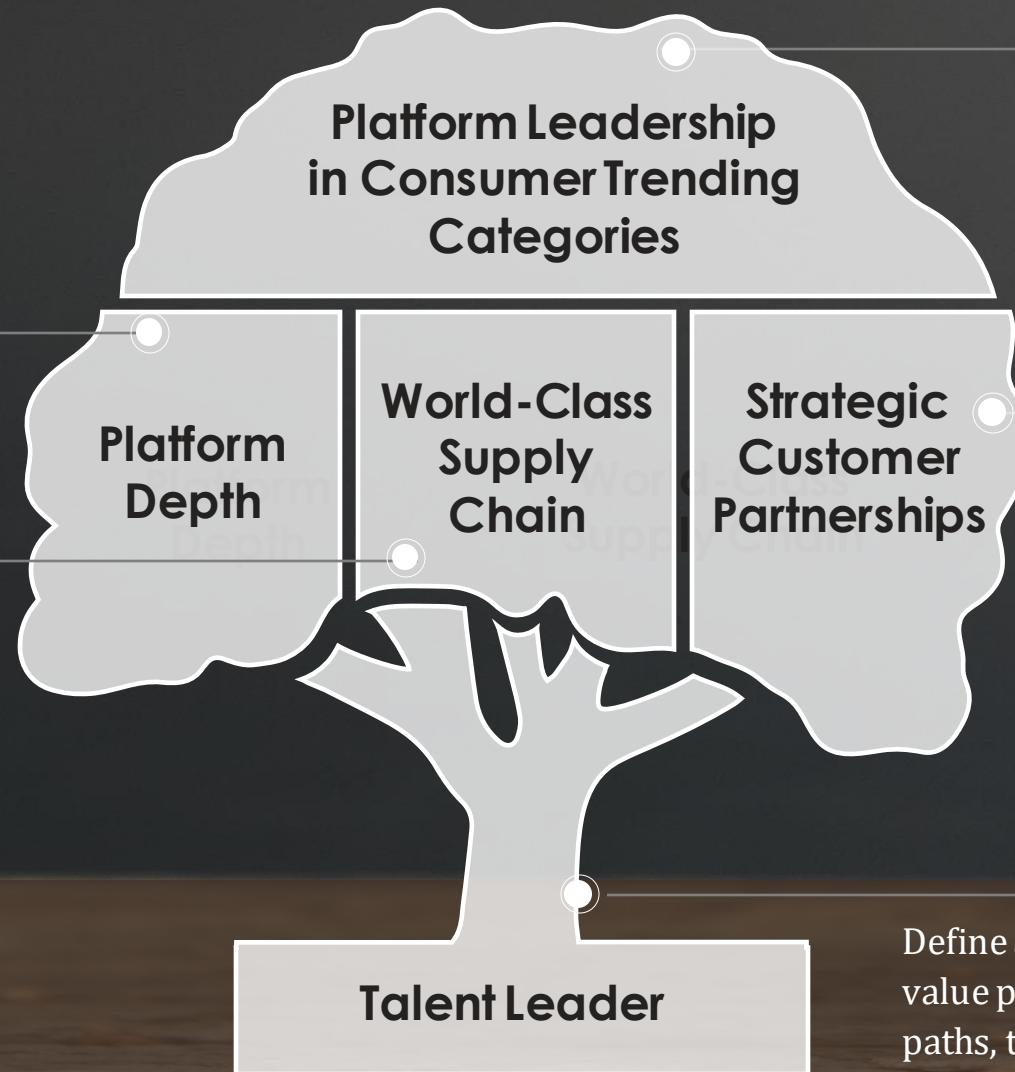 Platform Leadership
in Consumer Trending
Categories
Platform
Depth
World-Class
Supply
Chain
Strategic
Customer
Partnerships
Talent Leader
Define
value
paths,